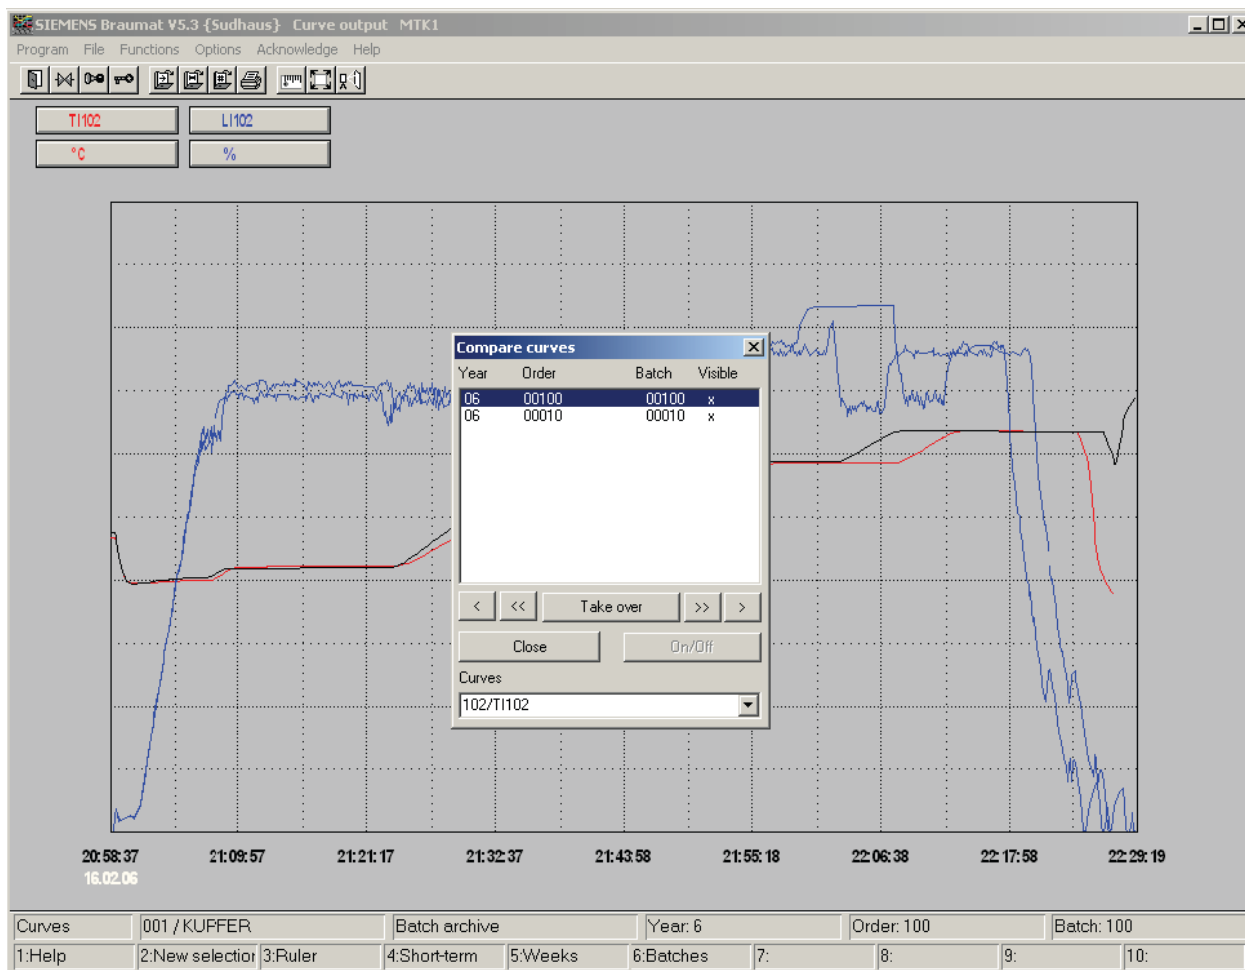 SIEMENS Braumat V5.3 {Sudhaus} Curve output MTK1
Program File Functions Options Acknowledge Help
TI102 LI102
°C %
Compare curves
Year Order Batch Visible
06 00100 00100 x
06 00010 00010 x
< << Take over >> >
Close On/Off
Curves
102/TI102
20:58:37 21:09:57 21:21:17 21:32:37 21:43:58 21:55:18 22:06:38 22:17:58 22:29:19
16.02.06
Curves 001 / KUPFER Batch archive Year: 6 Order: 100 Batch: 100
1:Help 2:New selection 3:Ruler 4:Short-term 5:Weeks 6:Batches 7: 8: 9: 10: